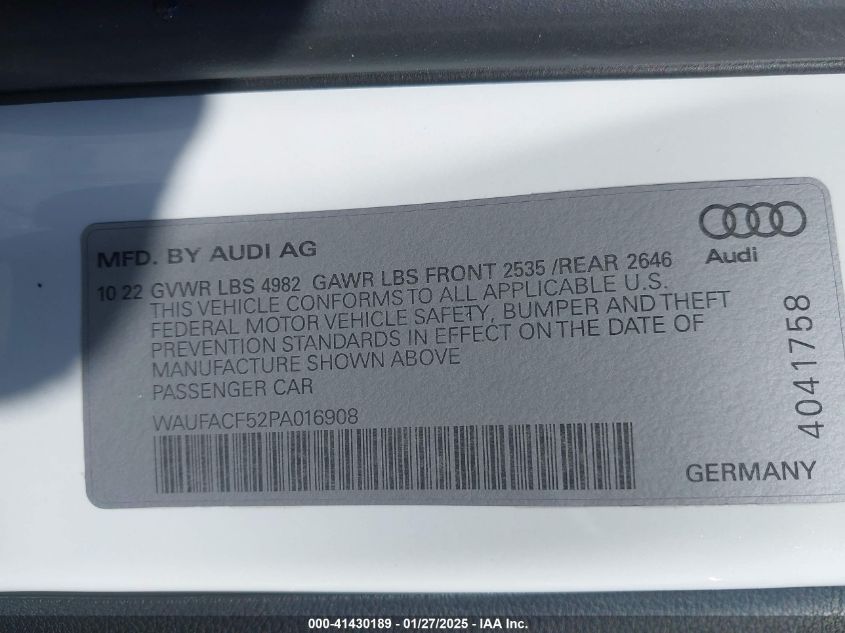 MFD. BY AUDI AG
Audi
10 22 GVWR LBS 4982 GAWR LBS FRONT 2535 /REAR 2646
THIS VEHICLE CONFORMS TO ALL APPLICABLE U.S.
FEDERAL MOTOR VEHICLE SAFETY, BUMPER AND THEFT
PREVENTION STANDARDS IN EFFECT ON THE DATE OF
MANUFACTURE SHOWN ABOVE
PASSENGER CAR
WAUFACF52PA016908
4041758
GERMANY
000-41430189 - 01/27/2025 - IAA Inc.